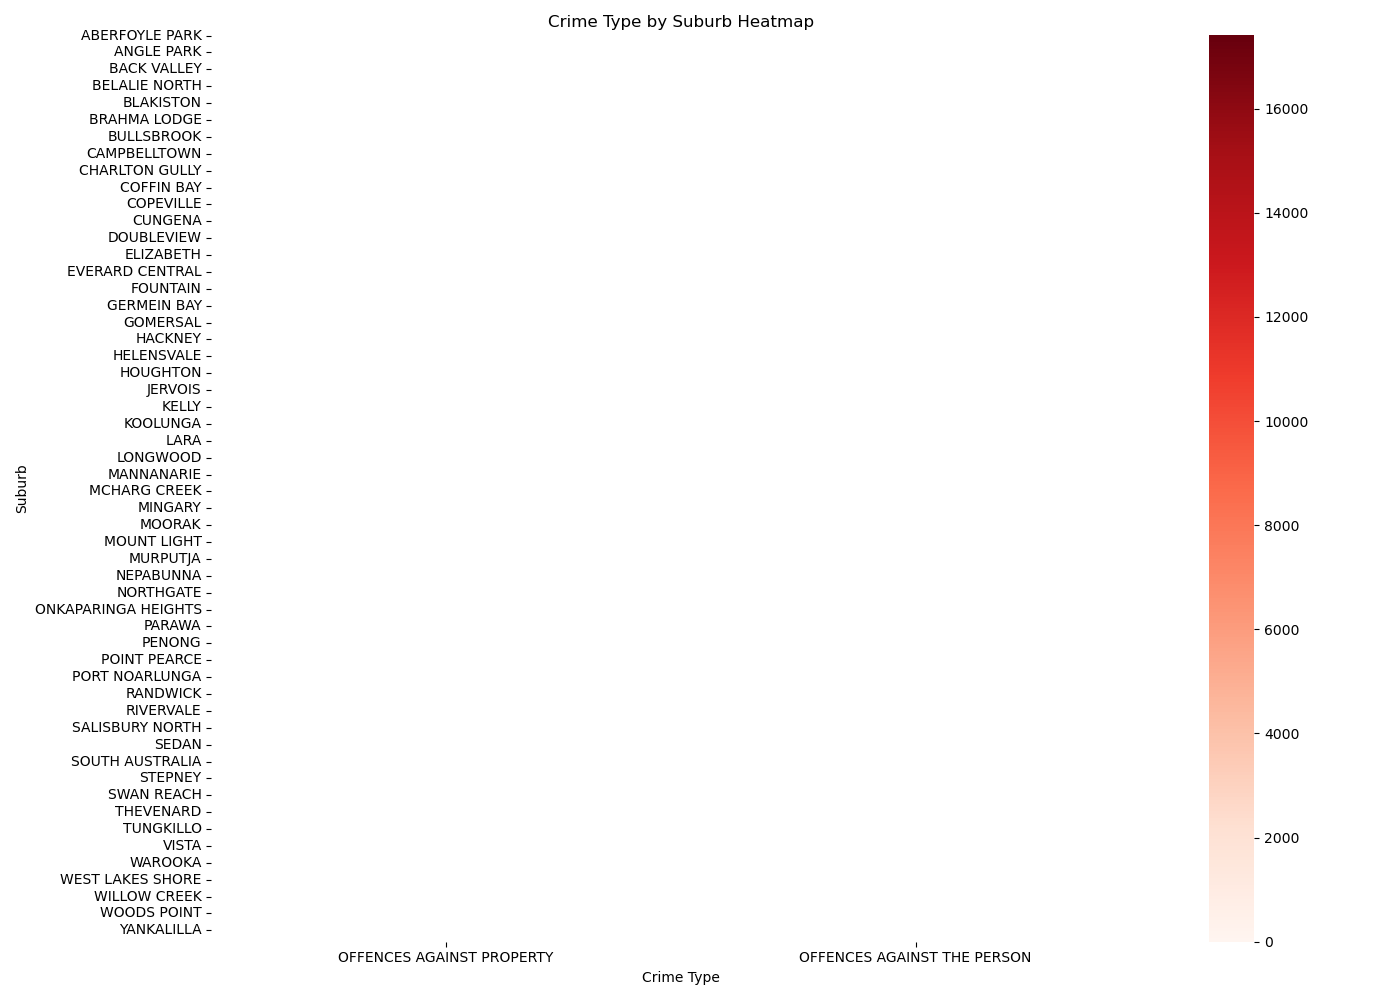 Crime Type by Suburb Heatmap
ABERFOYLE PARK
ANGLE PARK
BACK VALLEY
BELALIE NORTH
BLAKISTON
BRAHMA LODGE
BULLSBROOK
CAMPBELLTOWN
CHARLTON GULLY
COFFIN BAY
COPEVILLE
CUNGENA
DOUBLEVIEW
ELIZABETH
EVERARD CENTRAL
FOUNTAIN
GERMEIN BAY
GOMERSAL
HACKNEY
HELENSVALE
HOUGHTON
JERVOIS
KELLY
KOOLUNGA
LARA
LONGWOOD
MANNANARIE
MCHARG CREEK
MINGARY
MOORAK
MOUNT LIGHT
MURPUTJA
NEPABUNNA
NORTHGATE
ONKAPARINGA HEIGHTS
PARAWA
PENONG
POINT PEARCE
PORT NOARLUNGA
RANDWICK
RIVERVALE
SALISBURY NORTH
SEDAN
SOUTH AUSTRALIA
STEPNEY
SWAN REACH
THEVENARD
TUNGKILLO
VISTA
WAROOKA
WEST LAKES SHORE
WILLOW CREEK
WOODS POINT
YANKALILLA
Suburb
OFFENCES AGAINST PROPERTY
OFFENCES AGAINST THE PERSON
Crime Type
16000
14000
12000
10000
8000
6000
4000
2000
0